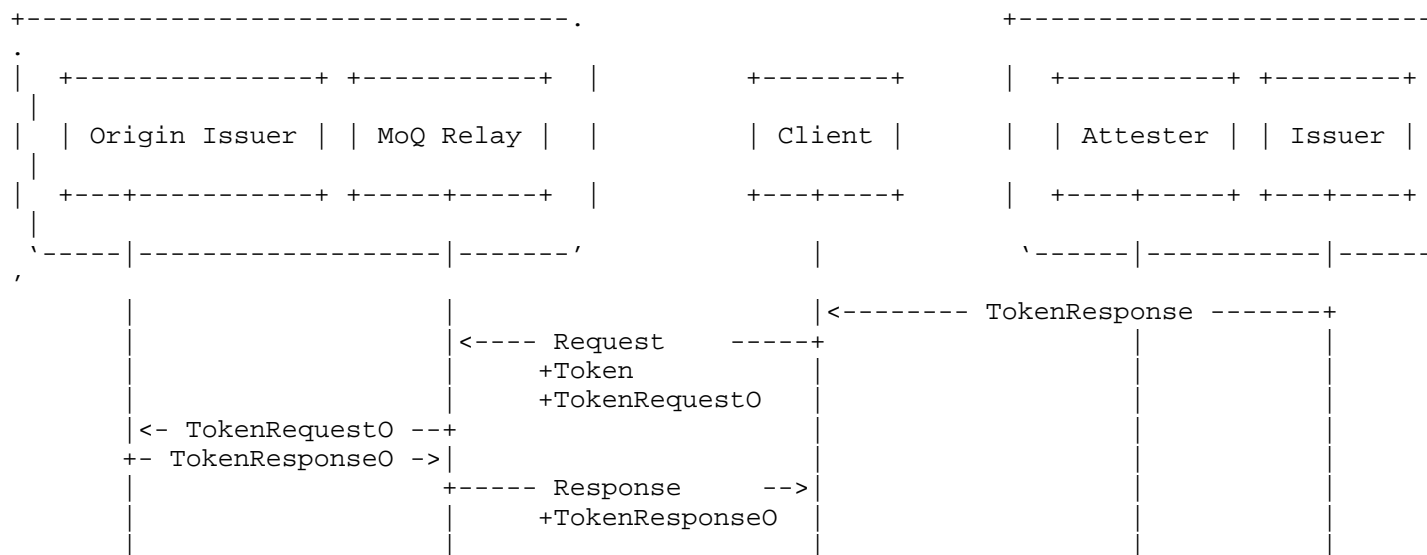 Origin Issuer MoQ Relay Client Attester Issuer
TokenResponse
Request
+Token
+TokenRequestO
TokenRequestO
TokenResponseO
Response
+TokenResponseO